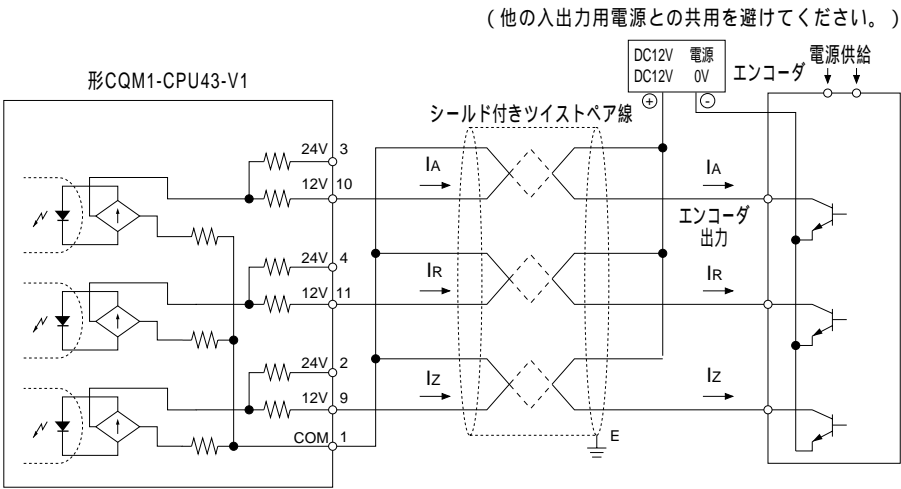 (他の入出力用電源との共用を避けてください。)
DC12V 電源
DC12V 0V
エンコーダ
電源供給
形CQM1-CPU43-V1
+
-
シールド付きツイストペア線
24V 3
12V 10
IA
IA
エンコーダ
出力
24V 4
12V 11
IR
IR
24V 2
12V 9
IZ
IZ
COM 1
E